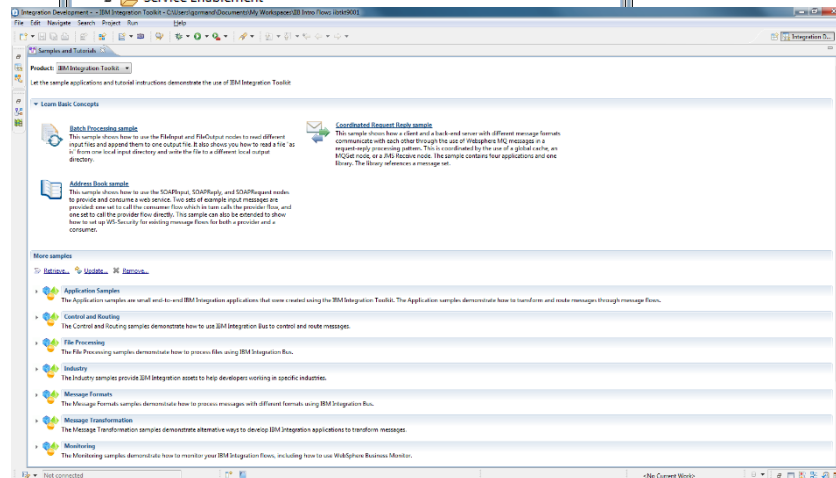 Service Enablement
Integration Development - - IBM Integration Toolkit - C:\Users\gormand\Documents\My Workspaces\IIB Intro Flows
File Edit Navigate Search Project Run Help
Integration D...
Samples and Tutorials
Product: IBM Integration Toolkit
Let the sample applications and tutorial instructions demonstrate the use of IBM Integration Toolkit
Learn Basic Concepts
Batch Processing sample
This sample shows how to use the FileInput and FileOutput nodes to read different
input files and append them to one output file. It also shows you how to read a file 'as
is' from one local input directory and write the file to a different local output
directory.
Coordinated Request Reply sample
This sample shows how a client and a back-end server with different message formats
communicate with each other through the use of Websphere MQ messages in a
request-reply processing pattern. This is coordinated by the use of a global cache, an
MQGet node, or a JMS Receive node. The sample contains four applications and one
library. The library references a message set.
Address Book sample
This sample shows how to use the SOAPInput, SOAPReply, and SOAPRequest nodes
to provide and consume a web service. Two sets of example input messages are
provided: one set to call the consumer flow which in turn calls the provider flow, and
one set to call the provider flow directly. This sample can also be extended to show
how to set up WS-Security for existing message flows for both a provider and a
consumer.
More samples
Retrieve... Update... Remove...
Application Samples
The Application samples are small end-to-end IBM Integration applications that were created using the IBM Integration Toolkit. The Application samples demonstrate how to transform and route messages through message flows.
Control and Routing
The Control and Routing samples demonstrate how to use IBM Integration Bus to control and route messages.
File Processing
The File Processing samples demonstrate how to process files using IBM Integration Bus.
Industry
The Industry samples provide IBM Integration assets to help developers working in specific industries.
Message Formats
The Message Formats samples demonstrate how to process messages with different formats using IBM Integration Bus.
Message Transformation
The Message Transformation samples demonstrate alternative ways to develop IBM Integration applications to transform messages.
Monitoring
The Monitoring samples demonstrate how to monitor your IBM Integration flows, including how to use WebSphere Business Monitor.
Not connected
<No Current Work>